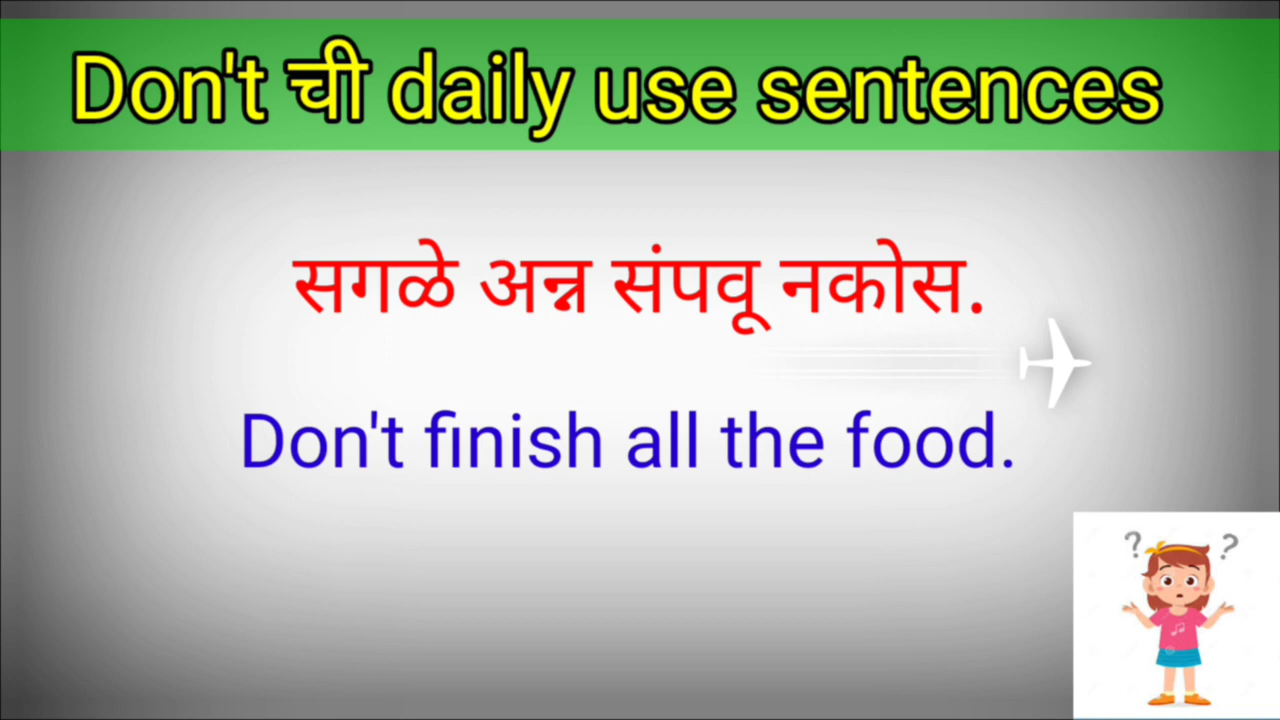 Don't ची daily use sentences
सगळे अन्न संपवू नकोस.
Don't finish all the food.